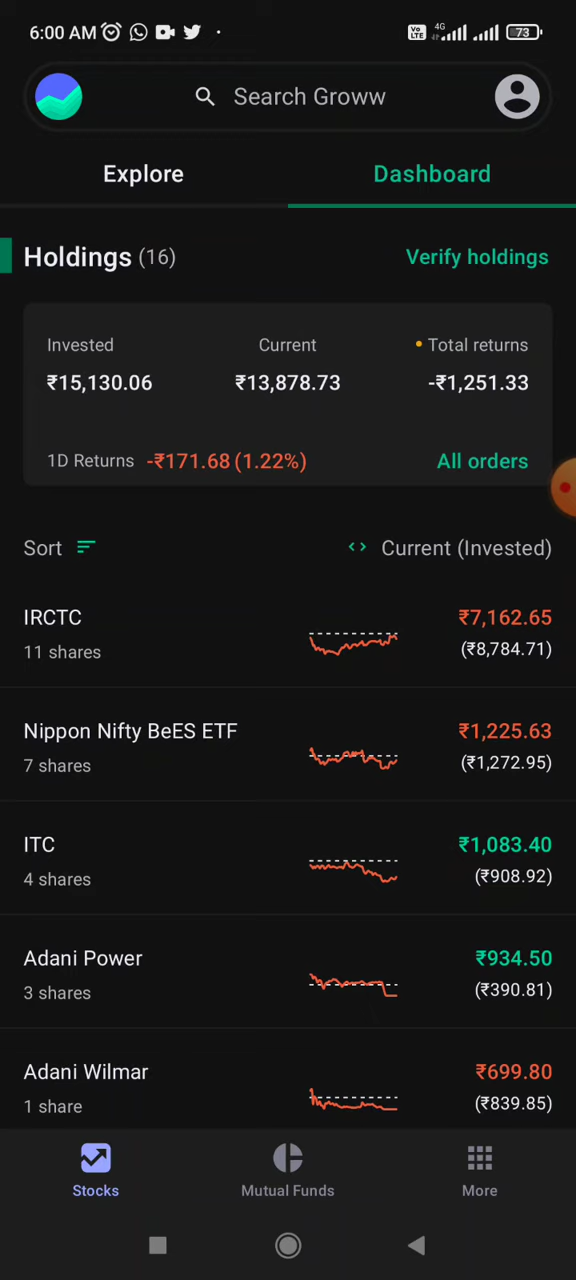 6:00 AM
Vo LTE 4G 73
Search Groww
Explore Dashboard
Holdings (16) Verify holdings
Invested Current Total returns
₹15,130.06 ₹13,878.73 -₹1,251.33
1D Returns -₹171.68 (1.22%) All orders
Sort Current (Invested)
IRCTC ₹7,162.65
11 shares (₹8,784.71)
Nippon Nifty BeES ETF ₹1,225.63
7 shares (₹1,272.95)
ITC ₹1,083.40
4 shares (₹908.92)
Adani Power ₹934.50
3 shares (₹390.81)
Adani Wilmar ₹699.80
1 share (₹839.85)
Stocks Mutual Funds More